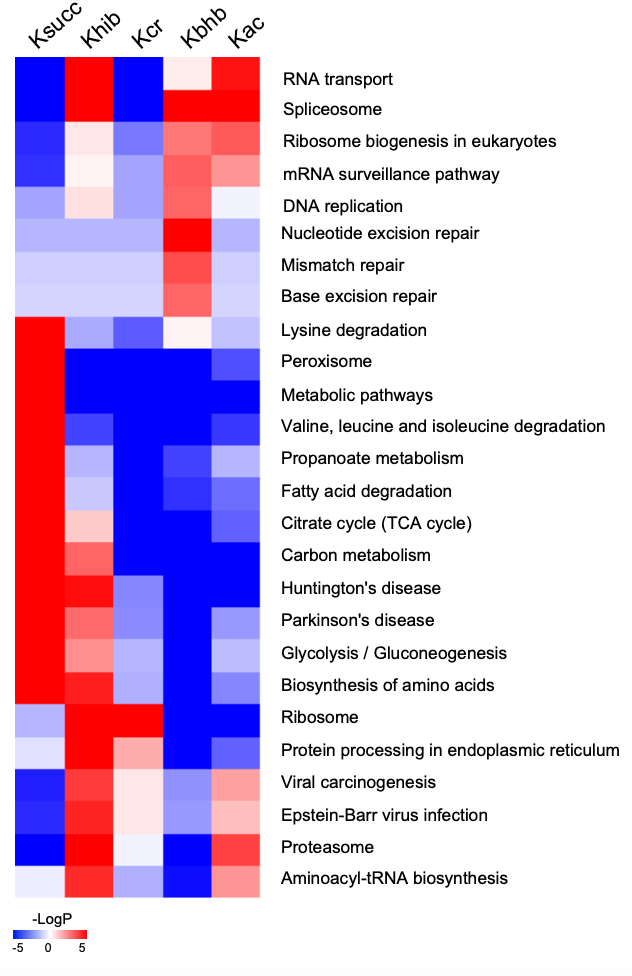 Ksucc Khib Kcr Kbhb Kac
RNA transport
Spliceosome
Ribosome biogenesis in eukaryotes
mRNA surveillance pathway
DNA replication
Nucleotide excision repair
Mismatch repair
Base excision repair
Lysine degradation
Peroxisome
Metabolic pathways
Valine, leucine and isoleucine degradation
Propanoate metabolism
Fatty acid degradation
Citrate cycle (TCA cycle)
Carbon metabolism
Huntington's disease
Parkinson's disease
Glycolysis / Gluconeogenesis
Biosynthesis of amino acids
Ribosome
Protein processing in endoplasmic reticulum
Viral carcinogenesis
Epstein-Barr virus infection
Proteasome
Aminoacyl-tRNA biosynthesis
-LogP
-5 0 5